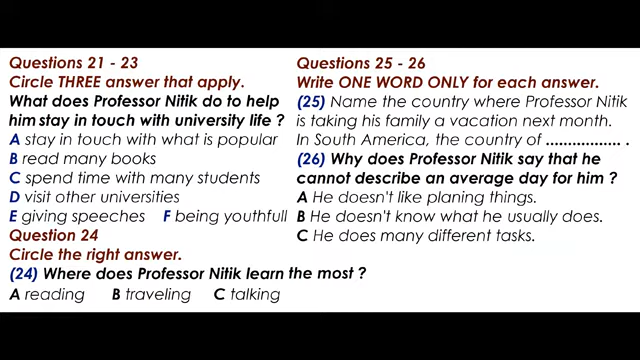 Questions 21 - 23
Circle THREE answer that apply.
What does Professor Nitik do to help
him stay in touch with university life ?
A stay in touch with what is popular
B read many books
C spend time with many students
D visit other universities
E giving speeches F being youthfull
Question 24
Circle the right answer.
(24) Where does Professor Nitik learn the most ?
A reading B traveling C talking
Questions 25 - 26
Write ONE WORD ONLY for each answer.
(25) Name the country where Professor Nitik
is taking his family a vacation next month.
In South America, the country of ................. .
(26) Why does Professor Nitik say that he
cannot describe an average day for him ?
A He doesn't like planing things.
B He doesn't know what he usually does.
C He does many different tasks.